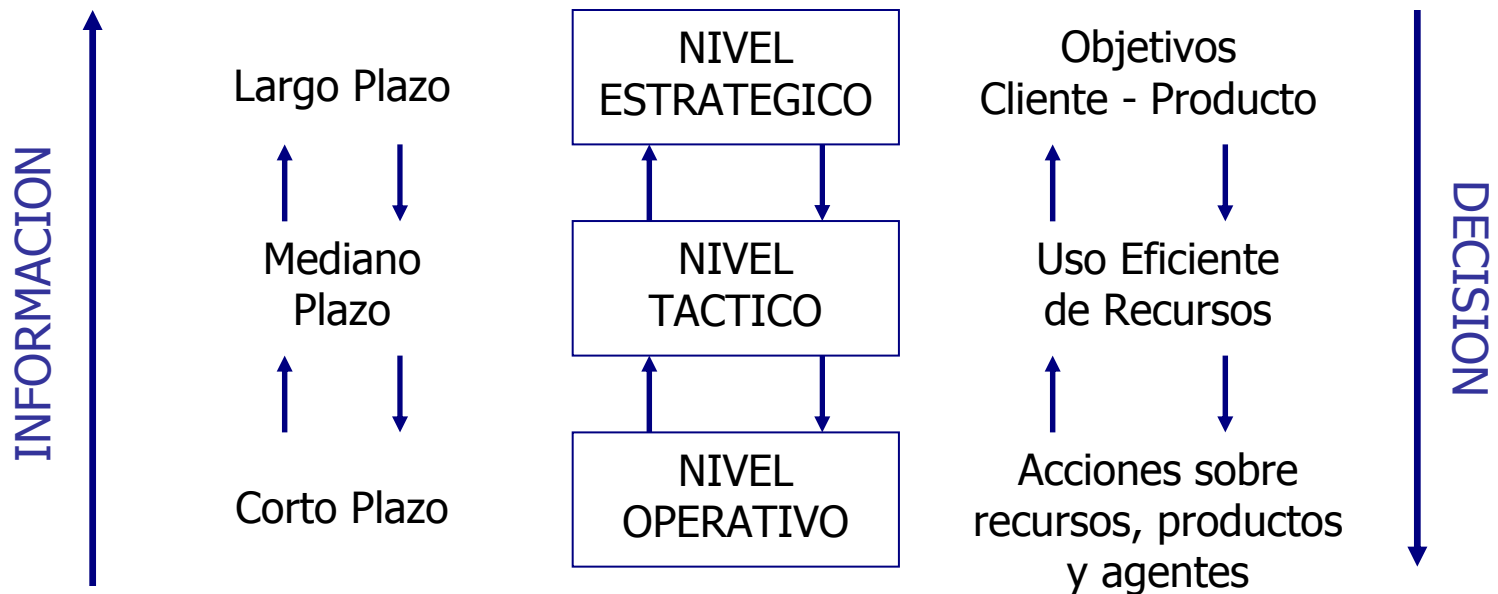 INFORMACION
Largo Plazo
Mediano
Plazo
Corto Plazo
NIVEL
ESTRATEGICO
NIVEL
TACTICO
NIVEL
OPERATIVO
Objetivos
Cliente - Producto
Uso Eficiente
de Recursos
Acciones sobre
recursos, productos
y agentes
DECISION